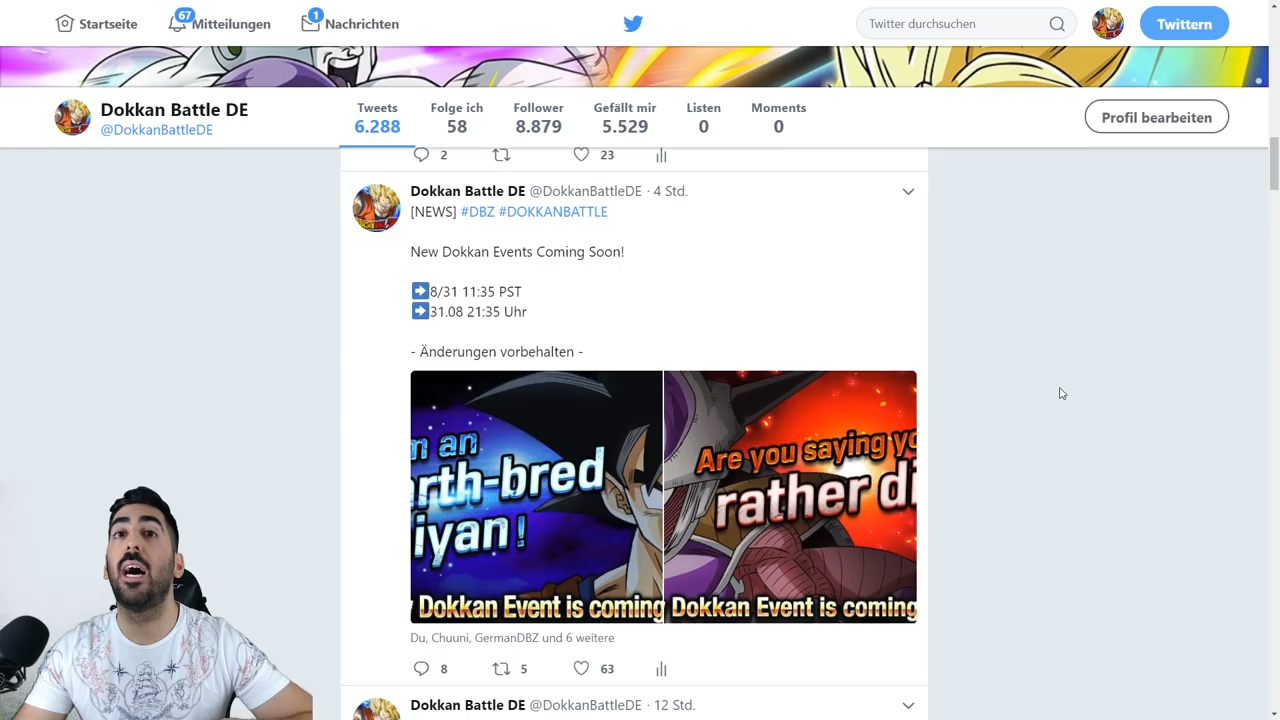 Startseite
67
Mitteilungen
1
Nachrichten
Twitter durchsuchen
Twittern
Dokkan Battle DE
@DokkanBattleDE
Tweets
6.288
Folge ich
58
Follower
8.879
Gefällt mir
5.529
Listen
0
Moments
0
Profil bearbeiten
2
23
Dokkan Battle DE @DokkanBattleDE · 4 Std.
[NEWS] #DBZ #DOKKANBATTLE
New Dokkan Events Coming Soon!
8/31 11:35 PST
31.08 21:35 Uhr
- Änderungen vorbehalten -
m an
rth-bred
iyan!
Dokkan Event is coming
Are you saying yo
rather di
Dokkan Event is coming
Du, Chuuni, GermanDBZ und 6 weitere
8
5
63
Dokkan Battle DE @DokkanBattleDE · 12 Std.